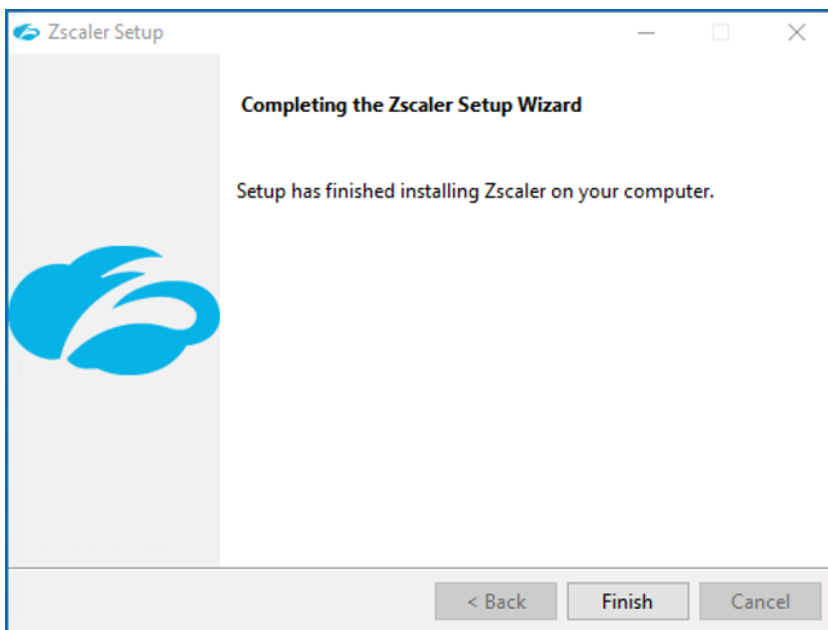 Zscaler Setup
Completing the Zscaler Setup Wizard
Setup has finished installing Zscaler on your computer.
< Back
Finish
Cancel